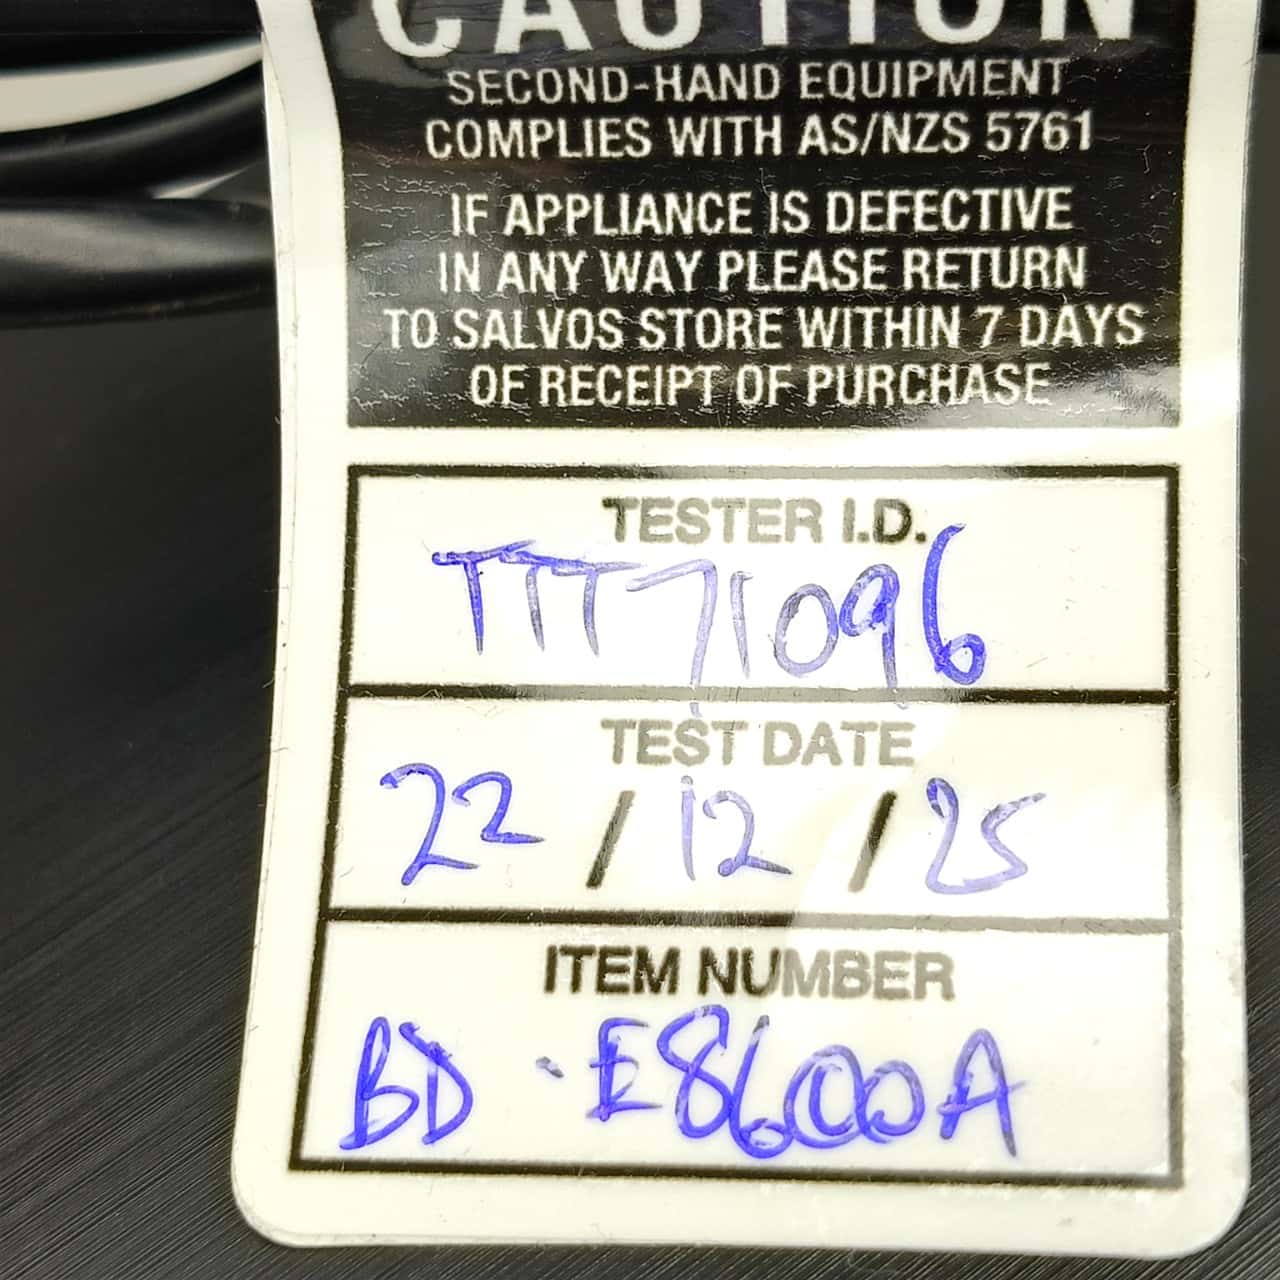 CAUTION
SECOND-HAND EQUIPMENT
COMPLIES WITH AS/NZS 5761
IF APPLIANCE IS DEFECTIVE
IN ANY WAY PLEASE RETURN
TO SALVOS STORE WITHIN 7 DAYS
OF RECEIPT OF PURCHASE
TESTER I.D.
TTT71096
TEST DATE
22 / 12 / 25
ITEM NUMBER
BD - E8600A